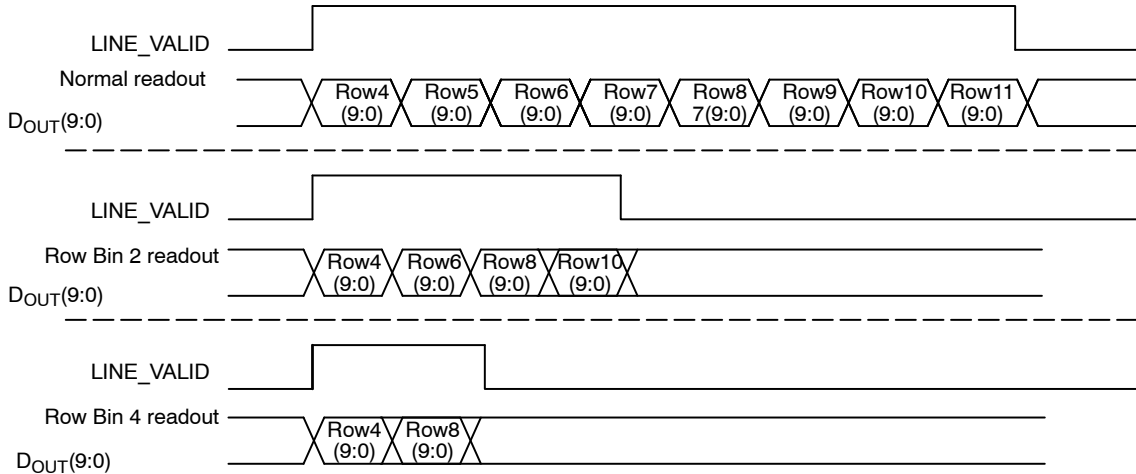 LINE_VALID
Normal readout
Row4 Row5 Row6 Row7 Row8 Row9 Row10 Row11
(9:0) (9:0) (9:0) (9:0) 7(9:0) (9:0) (9:0) (9:0)
DOUT(9:0)
LINE_VALID
Row Bin 2 readout
Row4 Row6 Row8 Row10
(9:0) (9:0) (9:0) (9:0)
DOUT(9:0)
LINE_VALID
Row Bin 4 readout
Row4 Row8
(9:0) (9:0)
DOUT(9:0)